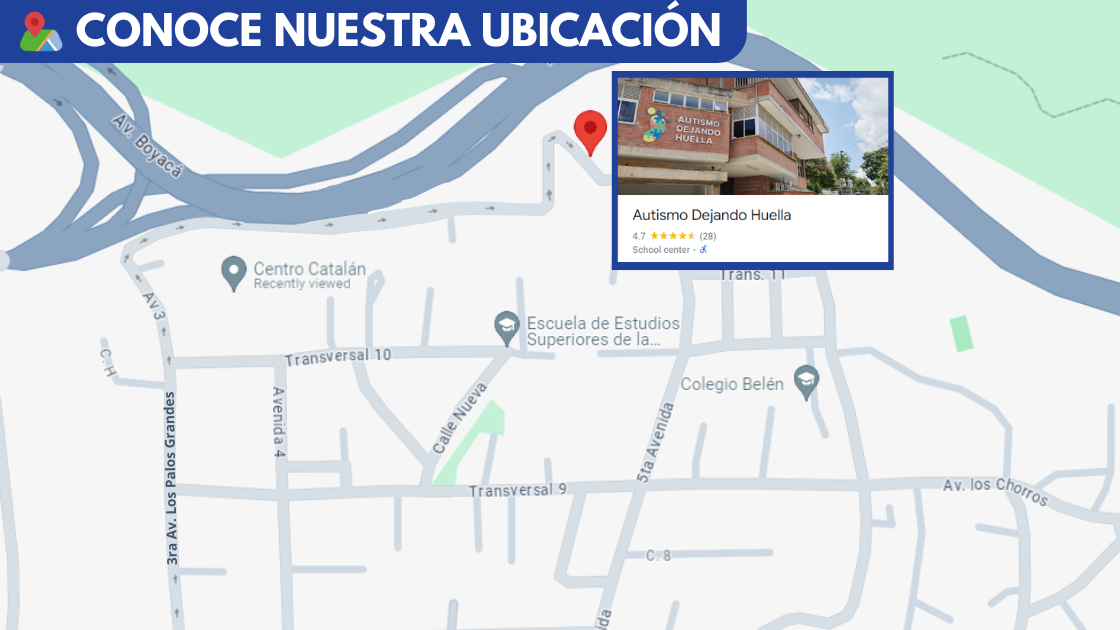 CONOCE NUESTRA UBICACIÓN
Av. Boyacá
AUTISMO
DEJANDO
HUELLA
Autismo Dejando Huella
4.7 (28)
School center ·
Trans. 11
Centro Catalán
Recently viewed
Av 3
Escuela de Estudios
Superiores de la...
C. H
Transversal 10
Colegio Belén
3ra Av. Los Palos Grandes
Avenida 4
Calle Nueva
5ta Avenida
Transversal 9
Av. los Chorros
C. 8
ida